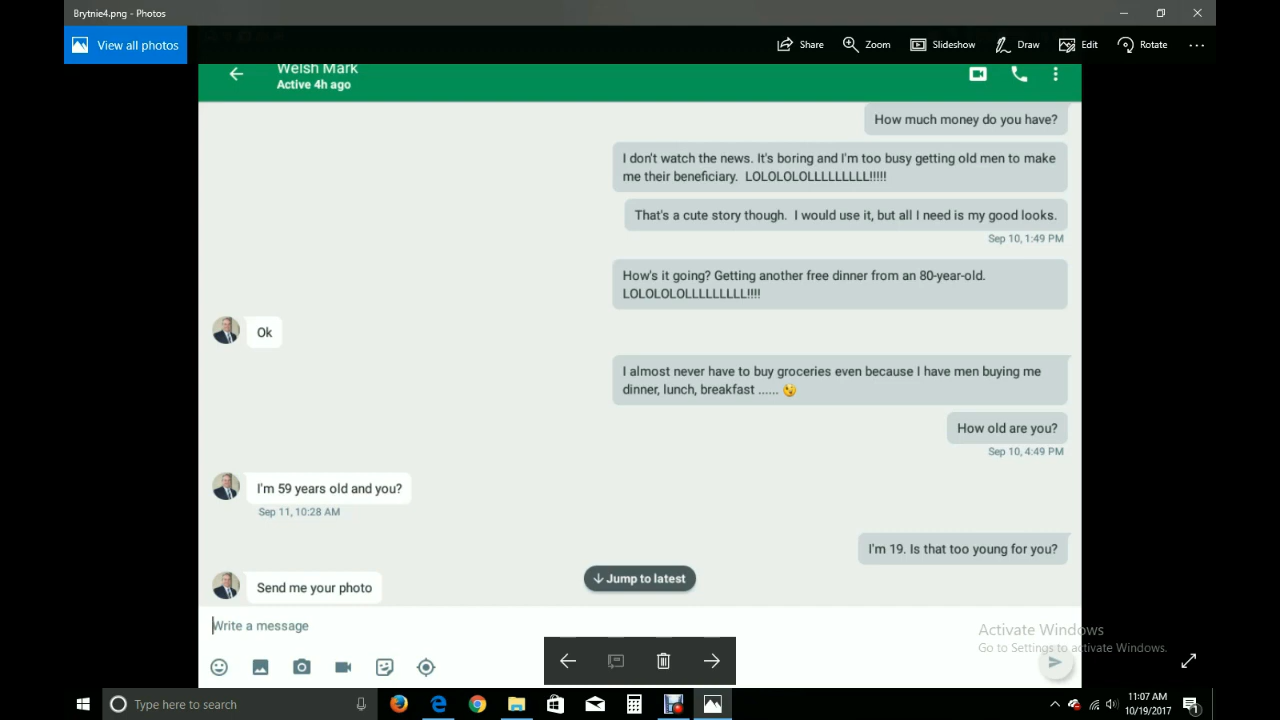 Brytnie4.png - Photos
View all photos
Share
Zoom
Slideshow
Draw
Edit
Rotate
Welsh Mark
Active 4h ago
How much money do you have?
I don't watch the news. It's boring and I'm too busy getting old men to make
me their beneficiary. LOLOLOLOLLLLLLLLL!!!!!
That's a cute story though. I would use it, but all I need is my good looks.
Sep 10, 1:49 PM
How's it going? Getting another free dinner from an 80-year-old.
LOLOLOLOLLLLLLLLL!!!!
Ok
I almost never have to buy groceries even because I have men buying me
dinner, lunch, breakfast ...... 😉
How old are you?
Sep 10, 4:49 PM
I'm 59 years old and you?
Sep 11, 10:28 AM
I'm 19. Is that too young for you?
Jump to latest
Send me your photo
Write a message
Activate Windows
Go to Settings to activate Windows.
Type here to search
11:07 AM
10/19/2017
1